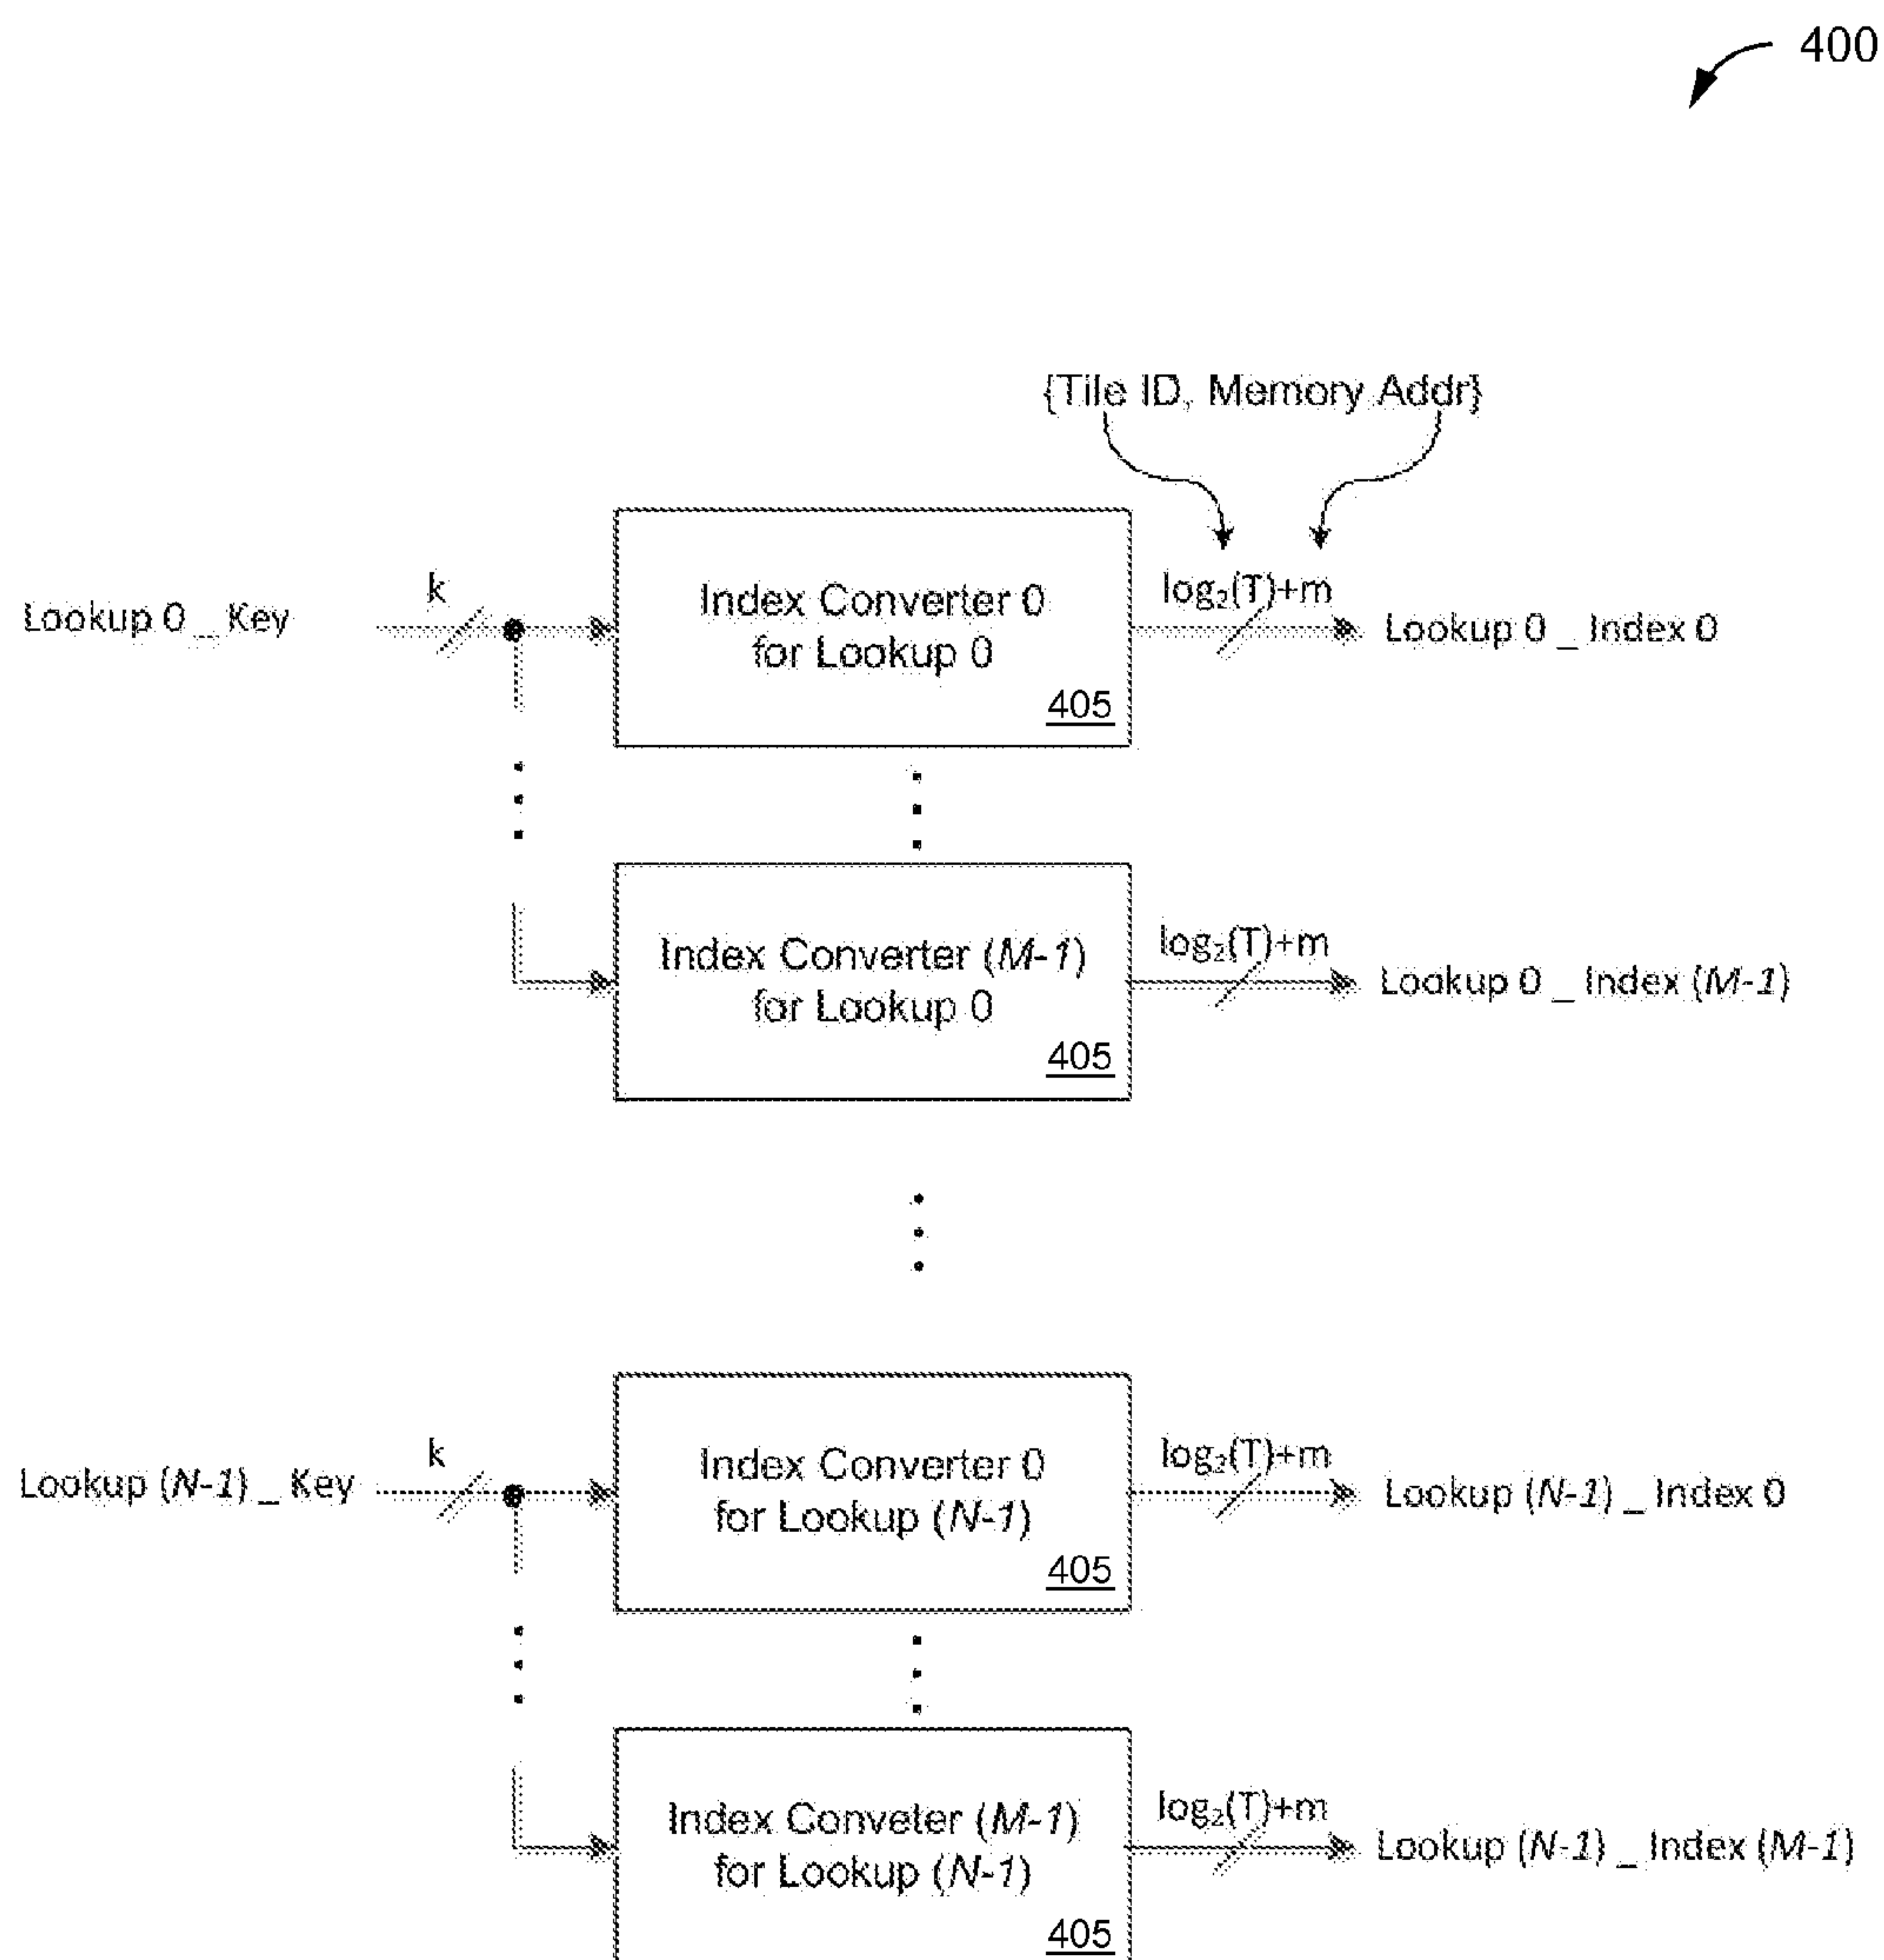 400
{Tile ID, Memory Addr}
Lookup 0 _ Key
k
Index Converter 0
for Lookup 0
405
log₂(T)+m
Lookup 0 _ Index 0
Index Converter (M-1)
for Lookup 0
405
log₂(T)+m
Lookup 0 _ Index (M-1)
Lookup (N-1) _ Key
k
Index Converter 0
for Lookup (N-1)
405
log₂(T)+m
Lookup (N-1) _ Index 0
Index Conveter (M-1)
for Lookup (N-1)
405
log₂(T)+m
Lookup (N-1) _ Index (M-1)